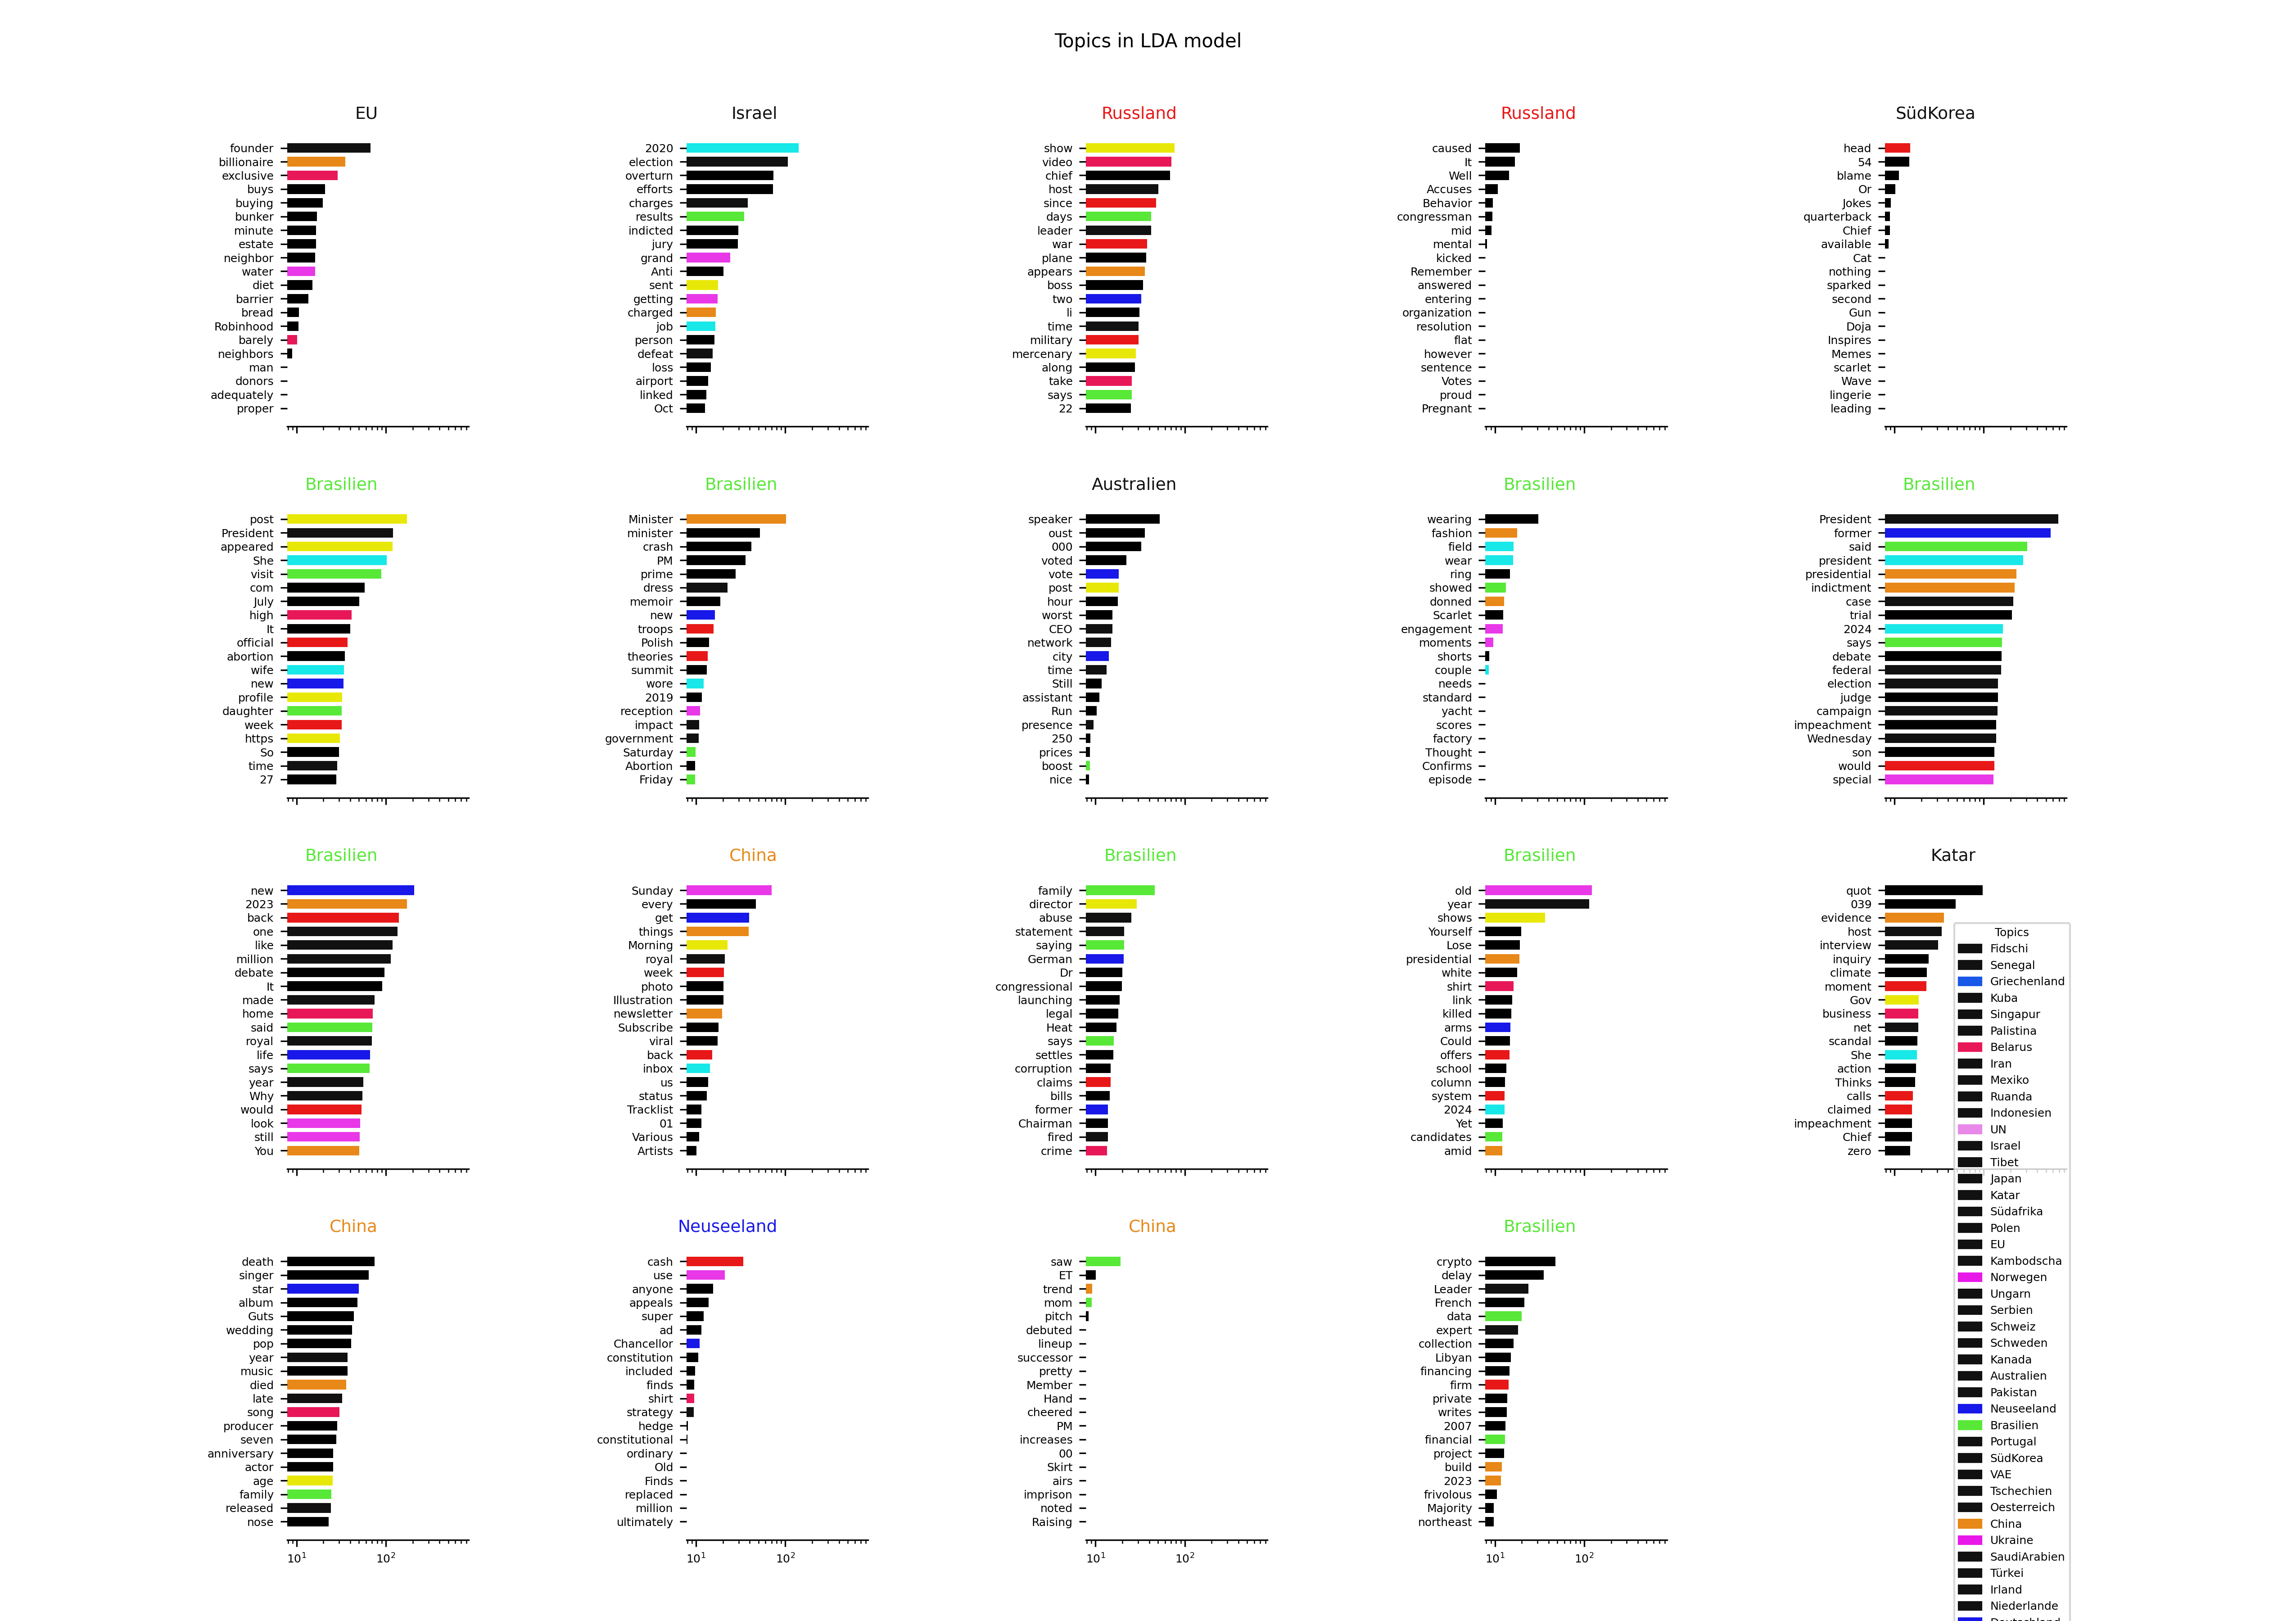 Topics in LDA model
EU
founder
billionaire
exclusive
buys
buying
bunker
minute
estate
neighbor
water
diet
barrier
bread
Robinhood
barely
neighbors
man
donors
adequately
proper
Israel
2020
election
overturn
efforts
charges
results
indicted
jury
grand
Anti
sent
getting
charged
job
person
defeat
loss
airport
linked
Oct
Russland
show
video
chief
host
since
days
leader
war
plane
appears
boss
two
li
time
military
mercenary
along
take
says
22
Russland
caused
It
Well
Accuses
Behavior
congressman
mid
mental
kicked
Remember
answered
entering
organization
resolution
flat
however
sentence
Votes
proud
Pregnant
SüdKorea
head
54
blame
Or
Jokes
quarterback
Chief
available
Cat
nothing
sparked
second
Gun
Doja
Inspires
Memes
scarlet
Wave
lingerie
leading
Brasilien
post
President
appeared
She
visit
com
July
high
It
official
abortion
wife
new
profile
daughter
week
https
So
time
27
Brasilien
Minister
minister
crash
PM
prime
dress
memoir
new
troops
Polish
theories
summit
wore
2019
reception
impact
government
Saturday
Abortion
Friday
Australien
speaker
oust
000
voted
vote
post
hour
worst
CEO
network
city
time
Still
assistant
Run
presence
250
prices
boost
nice
Brasilien
wearing
fashion
field
wear
ring
showed
donned
Scarlet
engagement
moments
shorts
couple
needs
standard
yacht
scores
factory
Thought
Confirms
episode
Brasilien
President
former
said
president
presidential
indictment
case
trial
2024
says
debate
federal
election
judge
campaign
impeachment
Wednesday
son
would
special
Brasilien
new
2023
back
one
like
million
debate
It
made
home
said
royal
life
says
year
Why
would
look
still
You
China
Sunday
every
get
things
Morning
royal
week
photo
Illustration
newsletter
Subscribe
viral
back
inbox
us
status
Tracklist
01
Various
Artists
Brasilien
family
director
abuse
statement
saying
German
Dr
congressional
launching
legal
Heat
says
settles
corruption
claims
bills
former
Chairman
fired
crime
Brasilien
old
year
shows
Yourself
Lose
presidential
white
shirt
link
killed
arms
Could
offers
school
column
system
2024
Yet
candidates
amid
Katar
quot
039
evidence
host
interview
inquiry
climate
moment
Gov
business
net
scandal
She
action
Thinks
calls
claimed
impeachment
Chief
zero
China
death
singer
star
album
Guts
wedding
pop
year
music
died
late
song
producer
seven
anniversary
actor
age
family
released
nose
10¹ 10²
Neuseeland
cash
use
anyone
appeals
super
ad
Chancellor
constitution
included
finds
shirt
strategy
hedge
constitutional
ordinary
Old
Finds
replaced
million
ultimately
10¹ 10²
China
saw
ET
trend
mom
pitch
debuted
lineup
successor
pretty
Member
Hand
cheered
PM
increases
00
Skirt
airs
imprison
noted
Raising
10¹ 10²
Brasilien
crypto
delay
Leader
French
data
expert
collection
Libyan
financing
firm
private
writes
2007
financial
project
build
2023
frivolous
Majority
northeast
10¹ 10²
Topics
Fidschi
Senegal
Griechenland
Kuba
Singapur
Palistina
Belarus
Iran
Mexiko
Ruanda
Indonesien
UN
Israel
Tibet
Japan
Katar
Südafrika
Polen
EU
Kambodscha
Norwegen
Ungarn
Serbien
Schweiz
Schweden
Kanada
Australien
Pakistan
Neuseeland
Brasilien
Portugal
SüdKorea
VAE
Tschechien
Oesterreich
China
Ukraine
SaudiArabien
Türkei
Irland
Niederlande